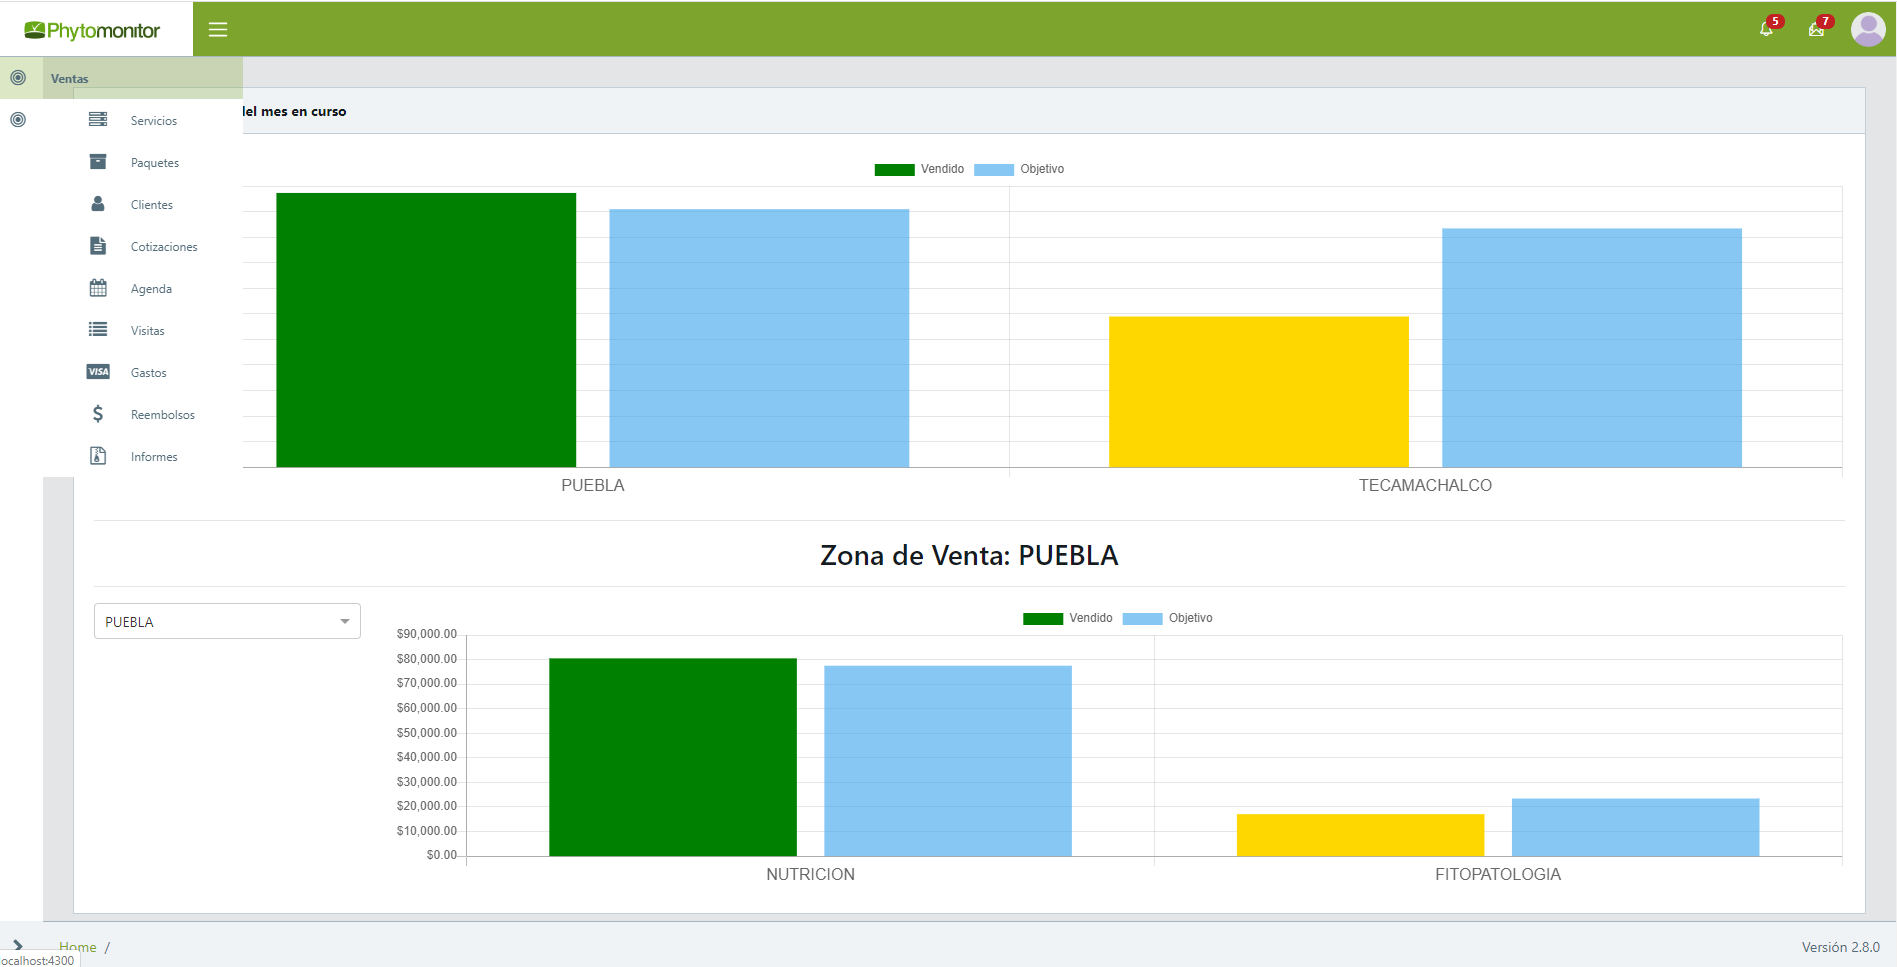 Phytomonitor
5
7
Ventas
del mes en curso
Servicios
Paquetes
Clientes
Cotizaciones
Agenda
Visitas
VISA Gastos
Reembolsos
Informes
Vendido Objetivo
PUEBLA TECAMACHALCO
Zona de Venta: PUEBLA
PUEBLA
Vendido Objetivo
$90,000.00
$80,000.00
$70,000.00
$60,000.00
$50,000.00
$40,000.00
$30,000.00
$20,000.00
$10,000.00
$0.00
NUTRICION FITOPATOLOGIA
Home /
Versión 2.8.0
ocalhost:4300